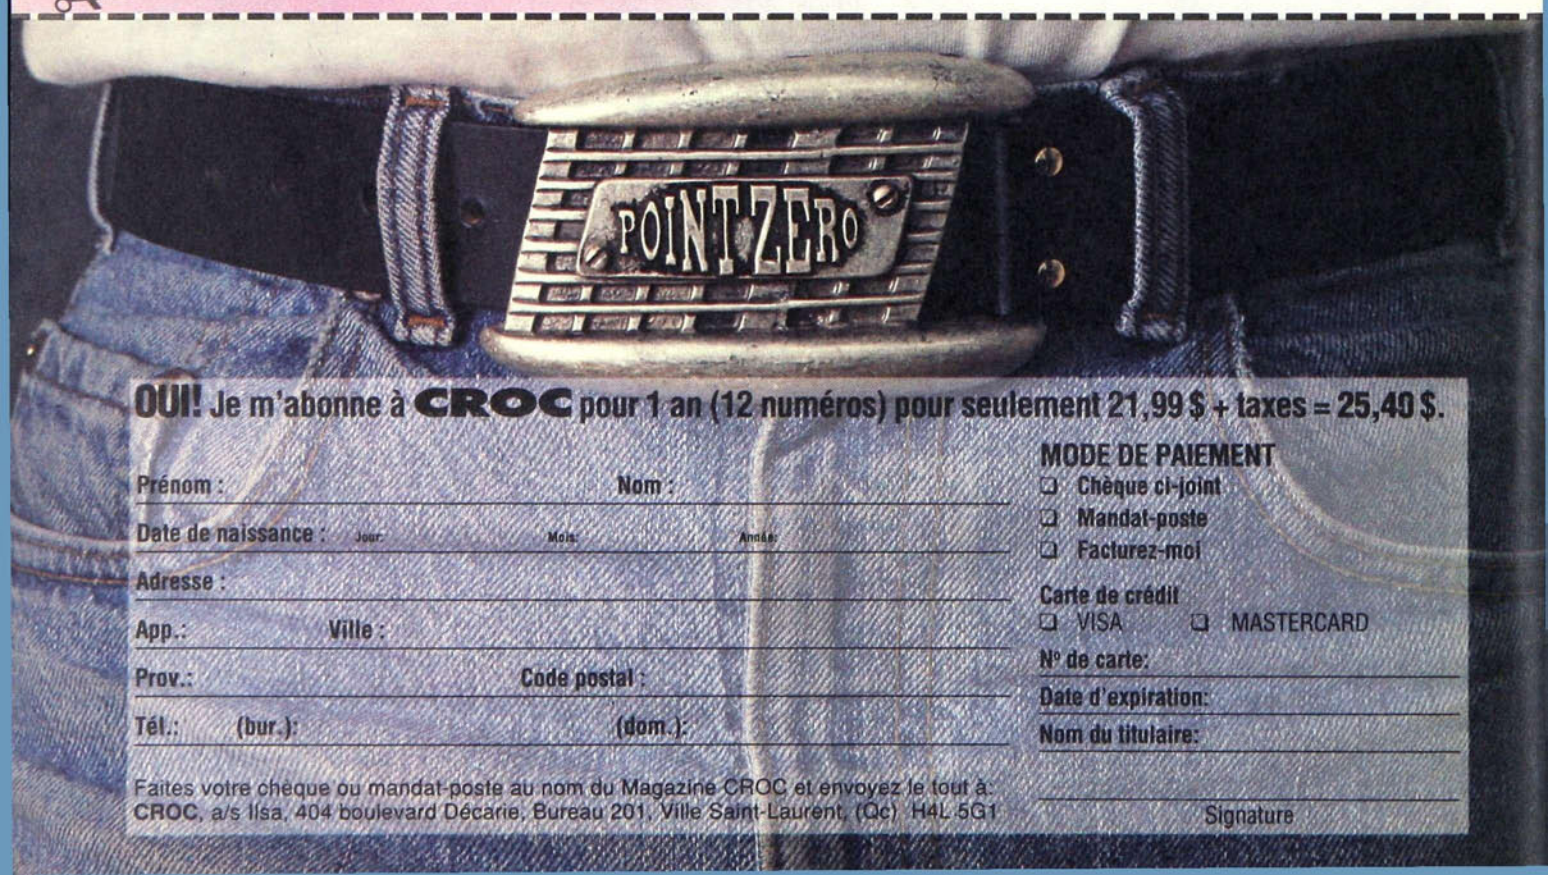 POINT ZERO
OUI! Je m'abonne à CROC pour 1 an (12 numéros) pour seulement 21,99 $ + taxes = 25,40 $.
Prénom : Nom :
Date de naissance : Jour: Mois: Année:
Adresse :
App.: Ville :
Prov.: Code postal :
Tél.: (bur.): (dom.):
Faites votre chèque ou mandat-poste au nom du Magazine CROC et envoyez le tout à:
CROC, a/s Ilsa, 404 boulevard Décarie, Bureau 201, Ville Saint-Laurent, (Qc) H4L 5G1
MODE DE PAIEMENT
❏ Chèque ci-joint
❏ Mandat-poste
❏ Facturez-moi
Carte de crédit
❏ VISA ❏ MASTERCARD
Nº de carte:
Date d'expiration:
Nom du titulaire:
Signature